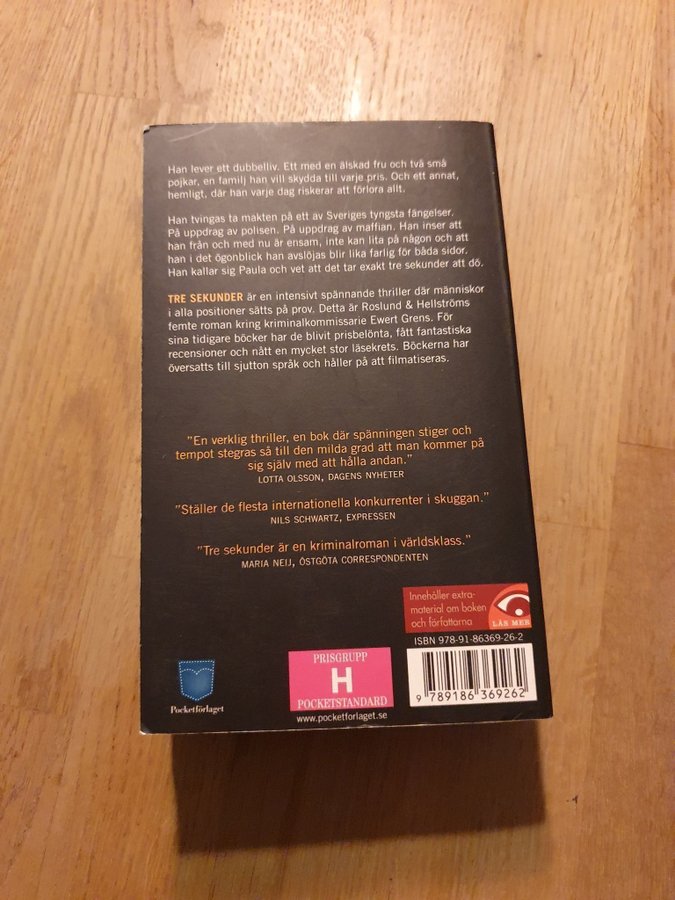 Han lever ett dubbelliv. Ett med en älskad fru och två små
pojkar, en familj han vill skydda till varje pris. Och ett annat,
hemligt, där han varje dag riskerar att förlora allt.
Han tvingas ta makten på ett av Sveriges tyngsta fängelser.
På uppdrag av polisen. På uppdrag av maffian. Han inser att
han från och med nu är ensam, inte kan lita på någon och att
han i det ögonblick han avslöjas blir lika farlig för båda sidor.
Han kallar sig Paula och vet att det tar exakt tre sekunder att dö.
TRE SEKUNDER är en intensivt spännande thriller där människor
i alla positioner sätts på prov. Detta är Roslund & Hellströms
femte roman kring kriminalkommissarie Ewert Grens. För
sina tidigare böcker har de blivit prisbelönta, fått fantastiska
recensioner och nått en mycket stor läsekrets. Böckerna har
översatts till sjutton språk och håller på att filmatiseras.
"En verklig thriller, en bok där spänningen stiger och
tempot stegras så till den milda grad att man kommer på
sig själv med att hålla andan."
LOTTA OLSSON, DAGENS NYHETER
"Ställer de flesta internationella konkurrenter i skuggan."
NILS SCHWARTZ, EXPRESSEN
"Tre sekunder är en kriminalroman i världsklass."
MARIA NEIJ, ÖSTGÖTA CORRESPONDENTEN
Innehåller extra-
material om boken
och författarna
LÄS MER
ISBN 978-91-86369-26-2
Pocketförlaget
PRISGRUPP
H
POCKETSTANDARD
www.pocketforlaget.se
9 789186 369262